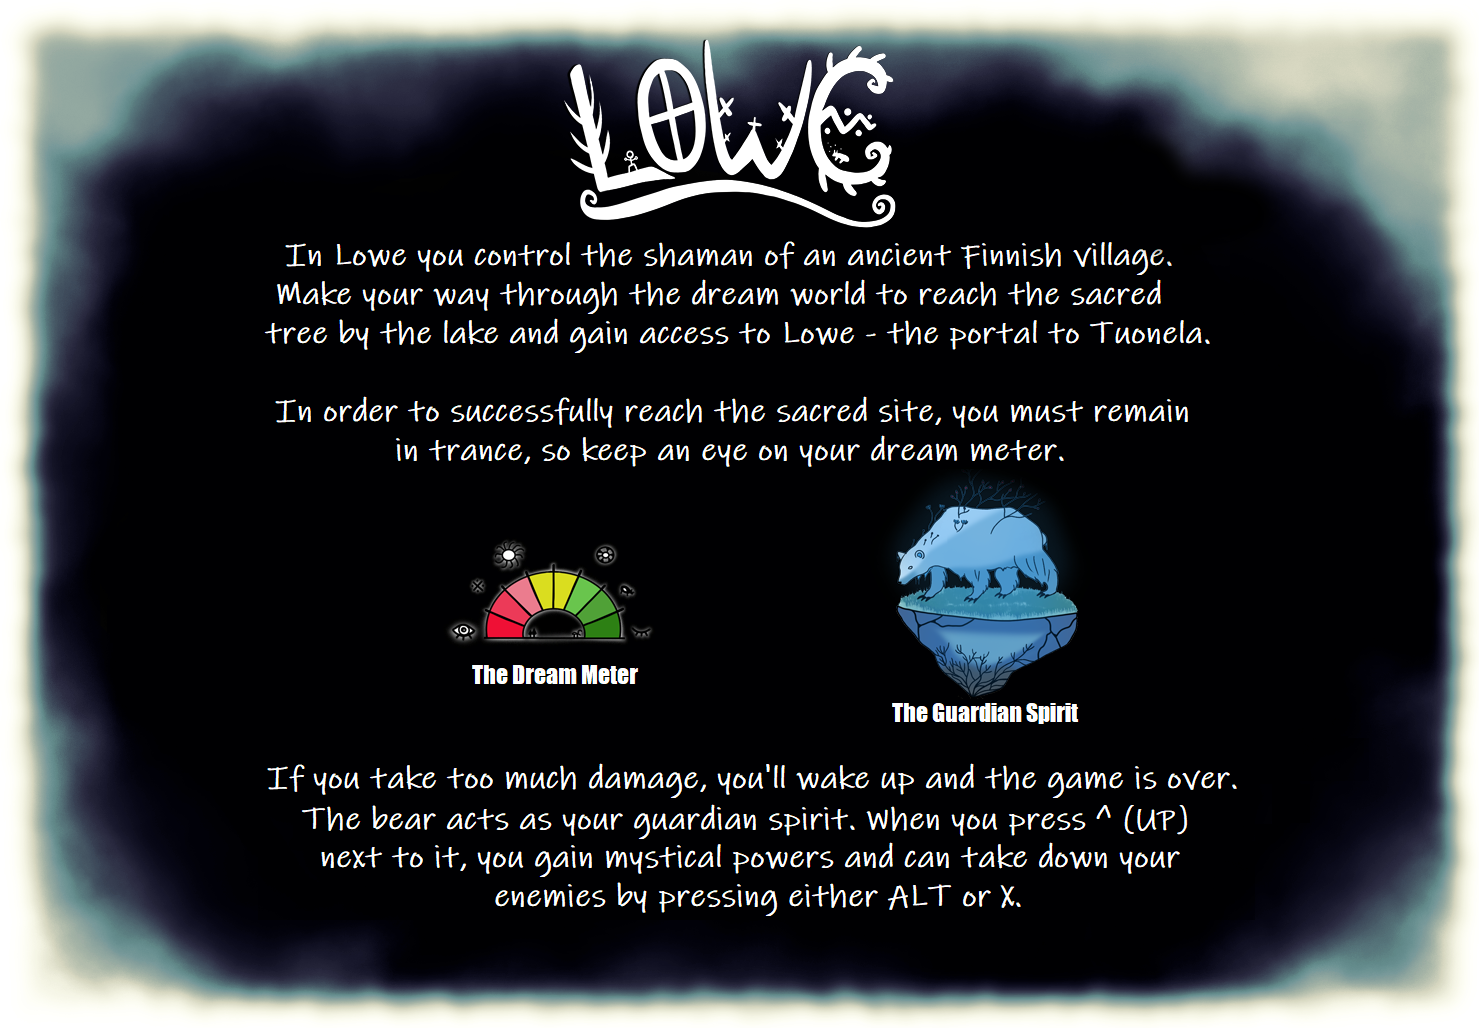 LOWE
In Lowe you control the shaman of an ancient Finnish village.
Make your way through the dream world to reach the sacred
tree by the lake and gain access to Lowe - the portal to Tuonela.
In order to successfully reach the sacred site, you must remain
in trance, so keep an eye on your dream meter.
The Dream Meter
The Guardian Spirit
If you take too much damage, you'll wake up and the game is over.
The bear acts as your guardian spirit. When you press ^ (UP)
next to it, you gain mystical powers and can take down your
enemies by pressing either ALT or X.